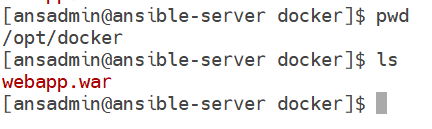 [ansadmin@ansible-server docker]$ pwd
/opt/docker
[ansadmin@ansible-server docker]$ ls
webapp.war
[ansadmin@ansible-server docker]$